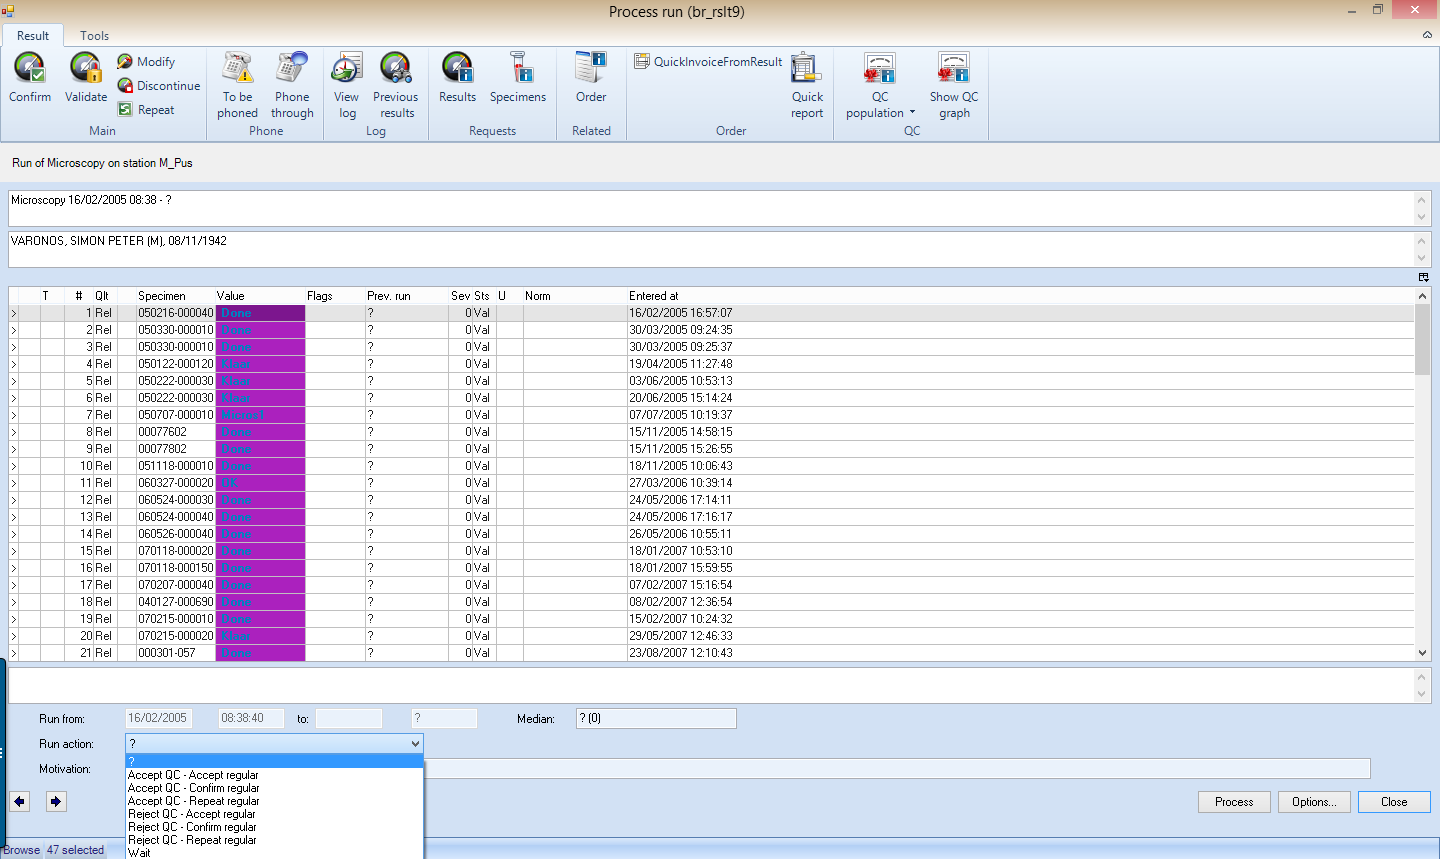 Process run (br_rslt9)
Result Tools
Confirm Validate Modify Discontinue Repeat To be phoned Phone through View log Previous results Results Specimens Order QuickInvoiceFromResult Quick report QC population Show QC graph
Main Phone Log Requests Related Order QC
Run of Microscopy on station M_Pus
Microscopy 16/02/2005 08:38 - ?
VARONOS, SIMON PETER (M), 08/11/1942
T # Qlt Specimen Value Flags Prev. run Sev Sts U Norm Entered at
> 1 Rel 050216-000040 Done ? 0 Val 16/02/2005 16:57:07
> 2 Rel 050330-000010 Done ? 0 Val 30/03/2005 09:24:35
> 3 Rel 050330-000010 Done ? 0 Val 30/03/2005 09:25:37
> 4 Rel 050122-000120 ? 0 Val 19/04/2005 11:27:48
> 5 Rel 050222-000030 ? 0 Val 03/06/2005 10:53:13
> 6 Rel 050222-000030 ? 0 Val 20/06/2005 15:14:24
> 7 Rel 050707-000010 ? 0 Val 07/07/2005 10:19:37
> 8 Rel 00077602 Done ? 0 Val 15/11/2005 14:58:15
> 9 Rel 00077802 Done ? 0 Val 15/11/2005 15:26:55
> 10 Rel 051118-000010 Done ? 0 Val 18/11/2005 10:06:43
> 11 Rel 060327-000020 OK ? 0 Val 27/03/2006 10:39:14
> 12 Rel 060524-000030 Done ? 0 Val 24/05/2006 17:14:11
> 13 Rel 060524-000040 Done ? 0 Val 24/05/2006 17:16:17
> 14 Rel 060526-000040 Done ? 0 Val 26/05/2006 10:55:11
> 15 Rel 070118-000020 Done ? 0 Val 18/01/2007 10:53:10
> 16 Rel 070118-000150 Done ? 0 Val 18/01/2007 15:59:55
> 17 Rel 070207-000040 Done ? 0 Val 07/02/2007 15:16:54
> 18 Rel 040127-000690 Done ? 0 Val 08/02/2007 12:36:54
> 19 Rel 070215-000010 Done ? 0 Val 15/02/2007 10:24:32
> 20 Rel 070215-000020 ? 0 Val 29/05/2007 12:46:33
> 21 Rel 000301-057 Done ? 0 Val 23/08/2007 12:10:43
Run from: 16/02/2005 08:38:40 to: ? Median: ? (0)
Run action: ?
?
Motivation:
Accept QC - Accept regular
Accept QC - Confirm regular
Accept QC - Repeat regular
Reject QC - Accept regular
Reject QC - Confirm regular
Reject QC - Repeat regular
Wait
Process Options... Close
Browse 47 selected